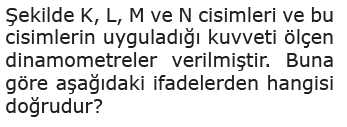 Şekilde K, L, M ve N cisimleri ve bu
cisimlerin uyguladığı kuvveti ölçen
dinamometreler verilmiştir. Buna
göre aşağıdaki ifadelerden hangisi
doğrudur?